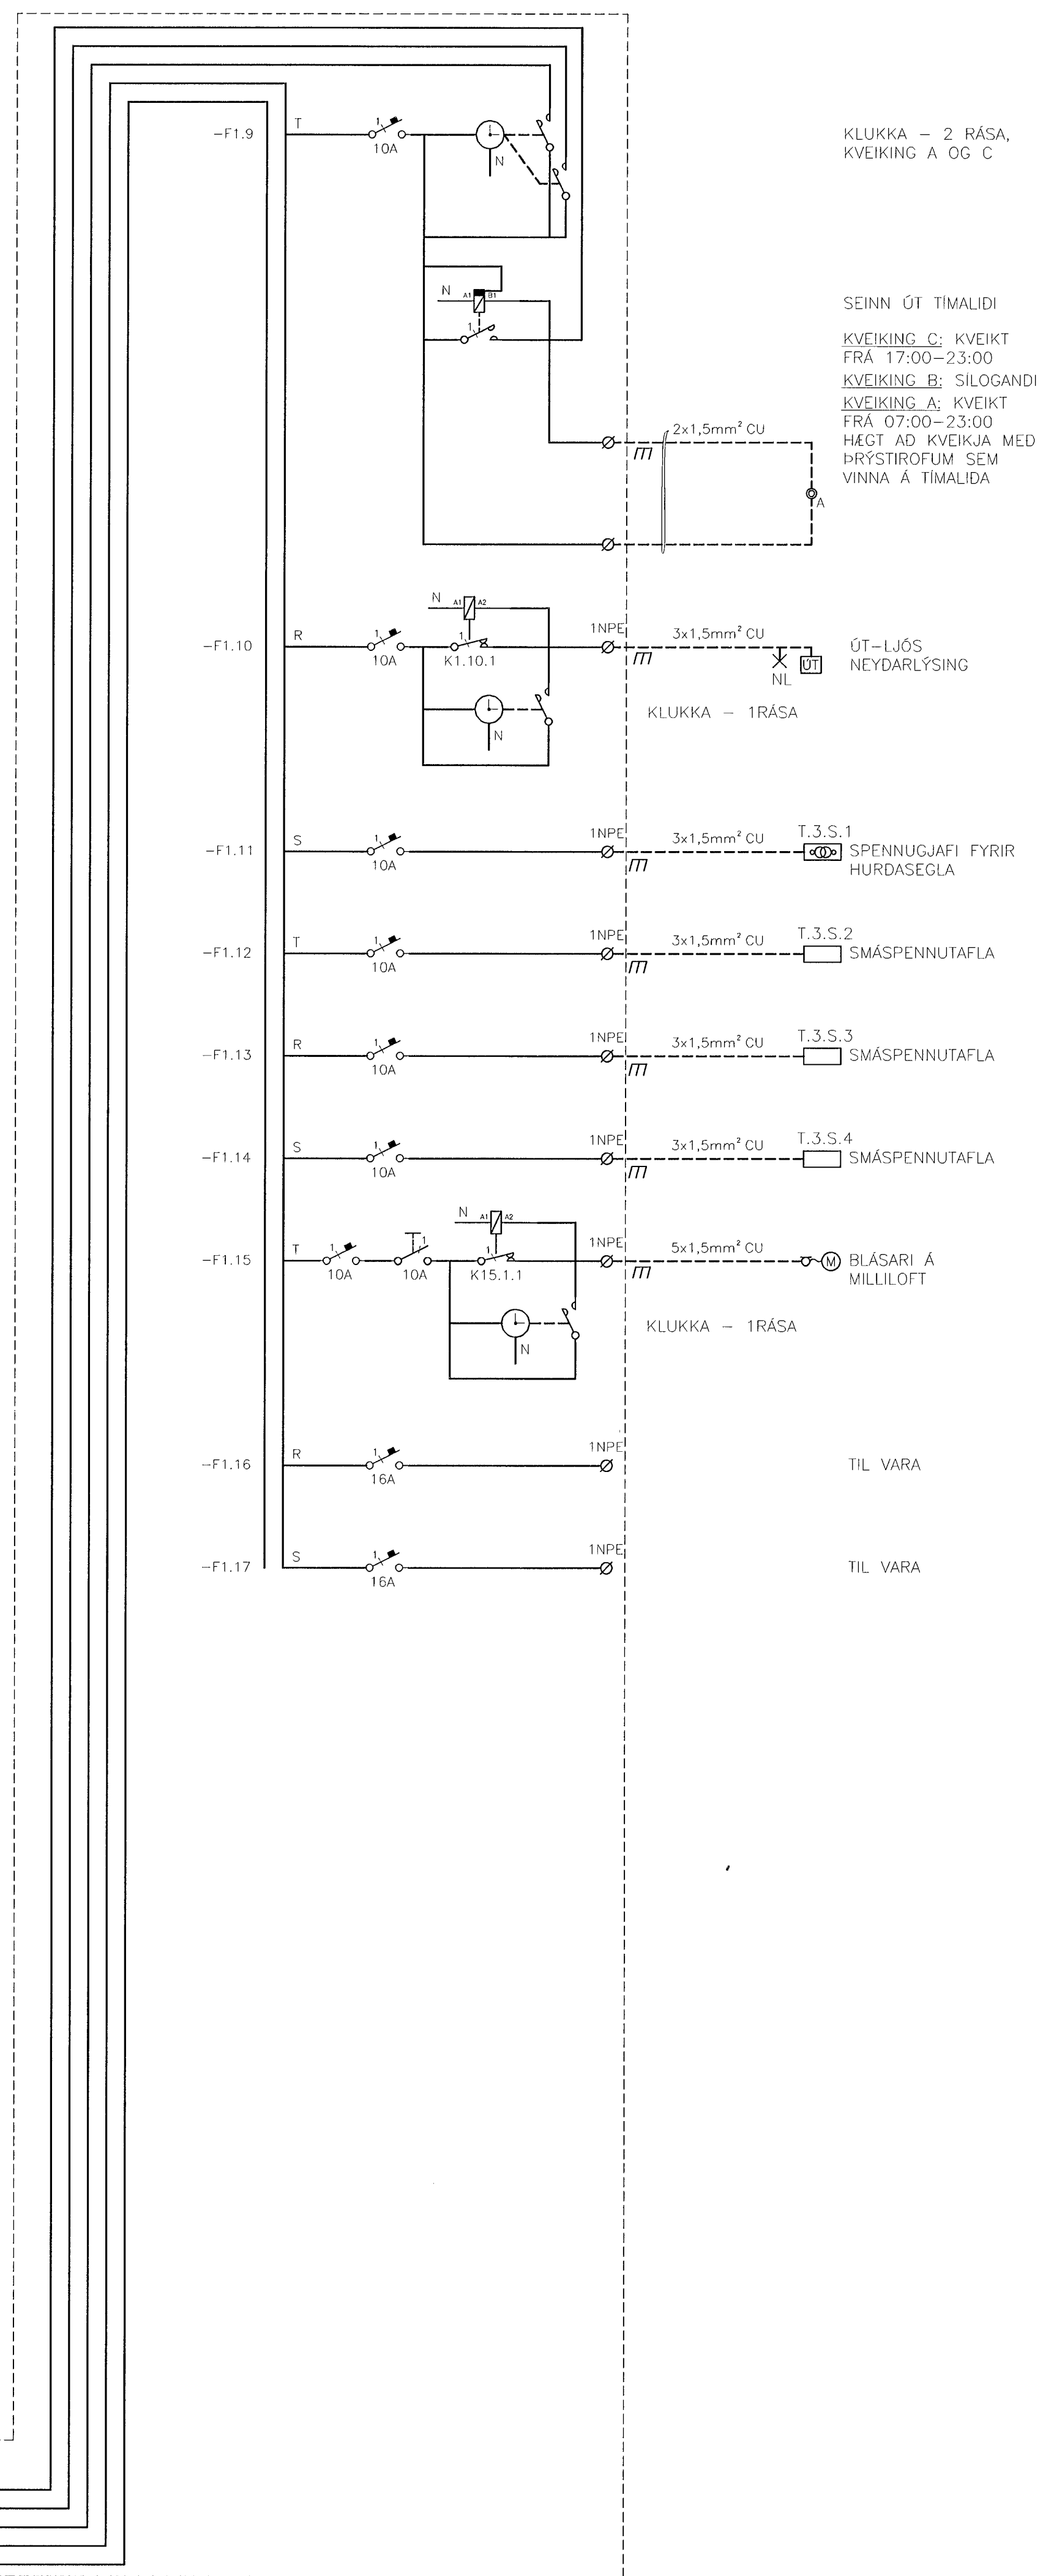 -F1.9
T
1
10A
N
KLUKKA - 2 RÁSA,
KVEIKING A OG C
N
A1
B1
1
SEINN ÚT TÍMALIÐI
KVEIKING C: KVEIKT
FRÁ 17:00-23:00
KVEIKING B: SÍLOGANDI
KVEIKING A: KVEIKT
FRÁ 07:00-23:00
HÆGT AÐ KVEIKJA MEÐ
ÞRÝSTIROFUM SEM
VINNA Á TÍMALIÐA
2x1,5mm² CU
A
-F1.10
R
1
10A
N
A1
A2
1
K1.10.1
N
1NPE
3x1,5mm² CU
NL
ÚT
ÚT-LJÓS
NEYÐARLÝSING
KLUKKA - 1RÁSA
-F1.11
S
1
10A
1NPE
3x1,5mm² CU
T.3.S.1
SPENNUGJAFI FYRIR
HURÐASEGLA
-F1.12
T
1
10A
1NPE
3x1,5mm² CU
T.3.S.2
SMÁSPENNUTAFLA
-F1.13
R
1
10A
1NPE
3x1,5mm² CU
T.3.S.3
SMÁSPENNUTAFLA
-F1.14
S
1
10A
1NPE
3x1,5mm² CU
T.3.S.4
SMÁSPENNUTAFLA
-F1.15
T
1
10A
1
10A
N
A1
A2
1
K15.1.1
N
1NPE
5x1,5mm² CU
M
BLÁSARI Á
MILLILOFT
KLUKKA - 1RÁSA
-F1.16
R
1
16A
1NPE
TIL VARA
-F1.17
S
1
16A
1NPE
TIL VARA